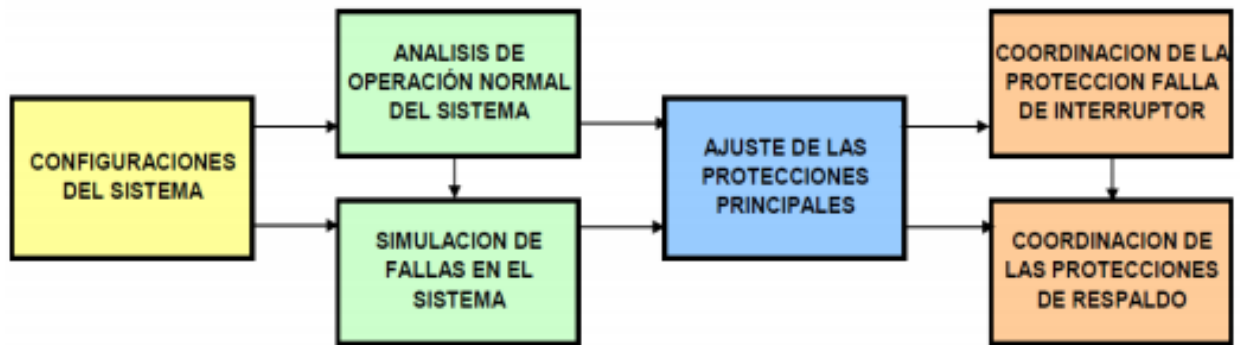 CONFIGURACIONES
DEL SISTEMA
ANALISIS DE
OPERACIÓN NORMAL
DEL SISTEMA
SIMULACION DE
FALLAS EN EL
SISTEMA
AJUSTE DE LAS
PROTECCIONES
PRINCIPALES
COORDINACION DE LA
PROTECCION FALLA
DE INTERRUPTOR
COORDINACION DE
LAS PROTECCIONES
DE RESPALDO